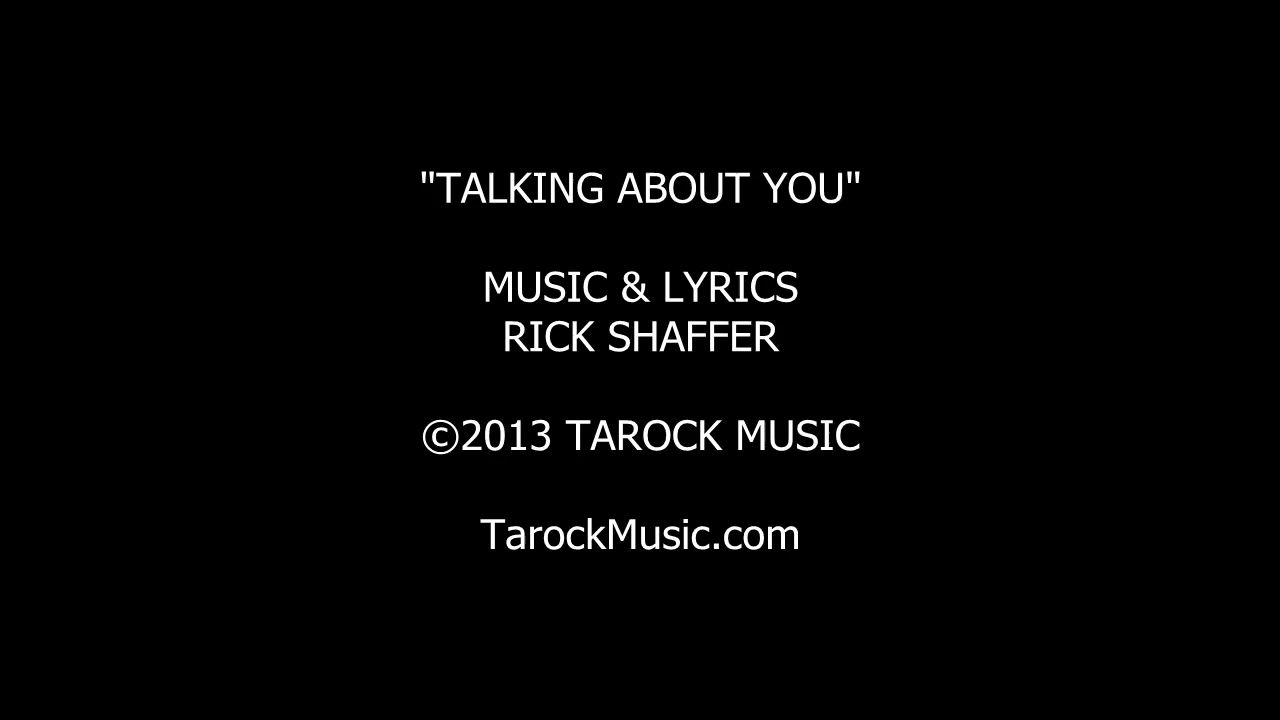 "TALKING ABOUT YOU"
MUSIC & LYRICS
RICK SHAFFER
©2013 TAROCK MUSIC
TarockMusic.com